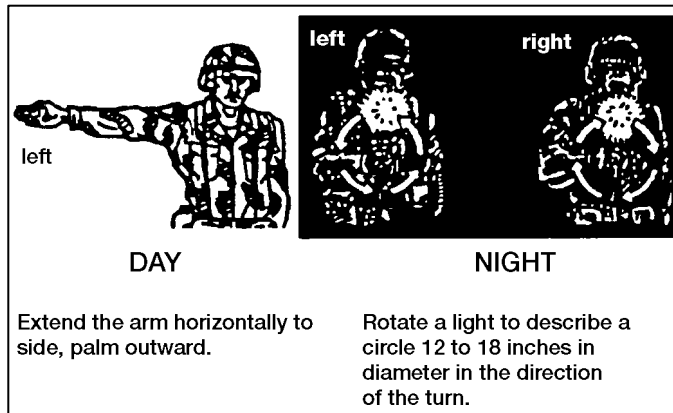 left
left
right
DAY
NIGHT
Extend the arm horizontally to
side, palm outward.
Rotate a light to describe a
circle 12 to 18 inches in
diameter in the direction
of the turn.